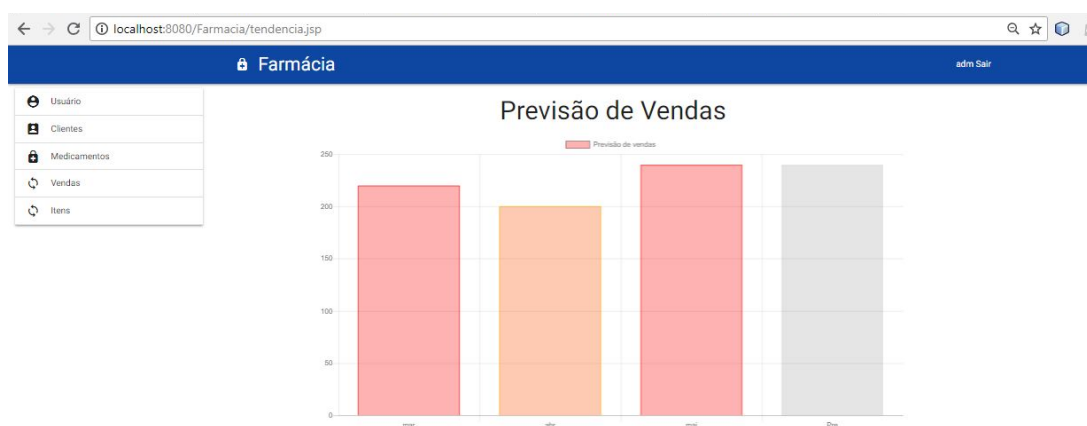 localhost:8080/Farmacia/tendencia.jsp
Farmácia
adm Sair
Usuário
Clientes
Medicamentos
Vendas
Itens
Previsão de Vendas
Previsão de vendas
250
200
150
100
50
0